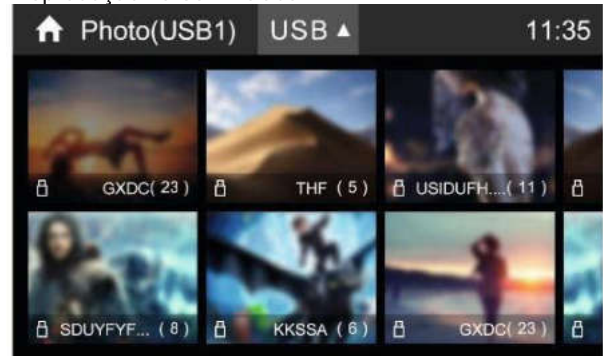 Photo(USB1) USB ▲ 11:35
GXDC( 23 ) THF ( 5 ) USIDUFH....( 11 )
SDUYFYF... ( 8 ) KKSSA ( 6 ) GXDC( 23 )